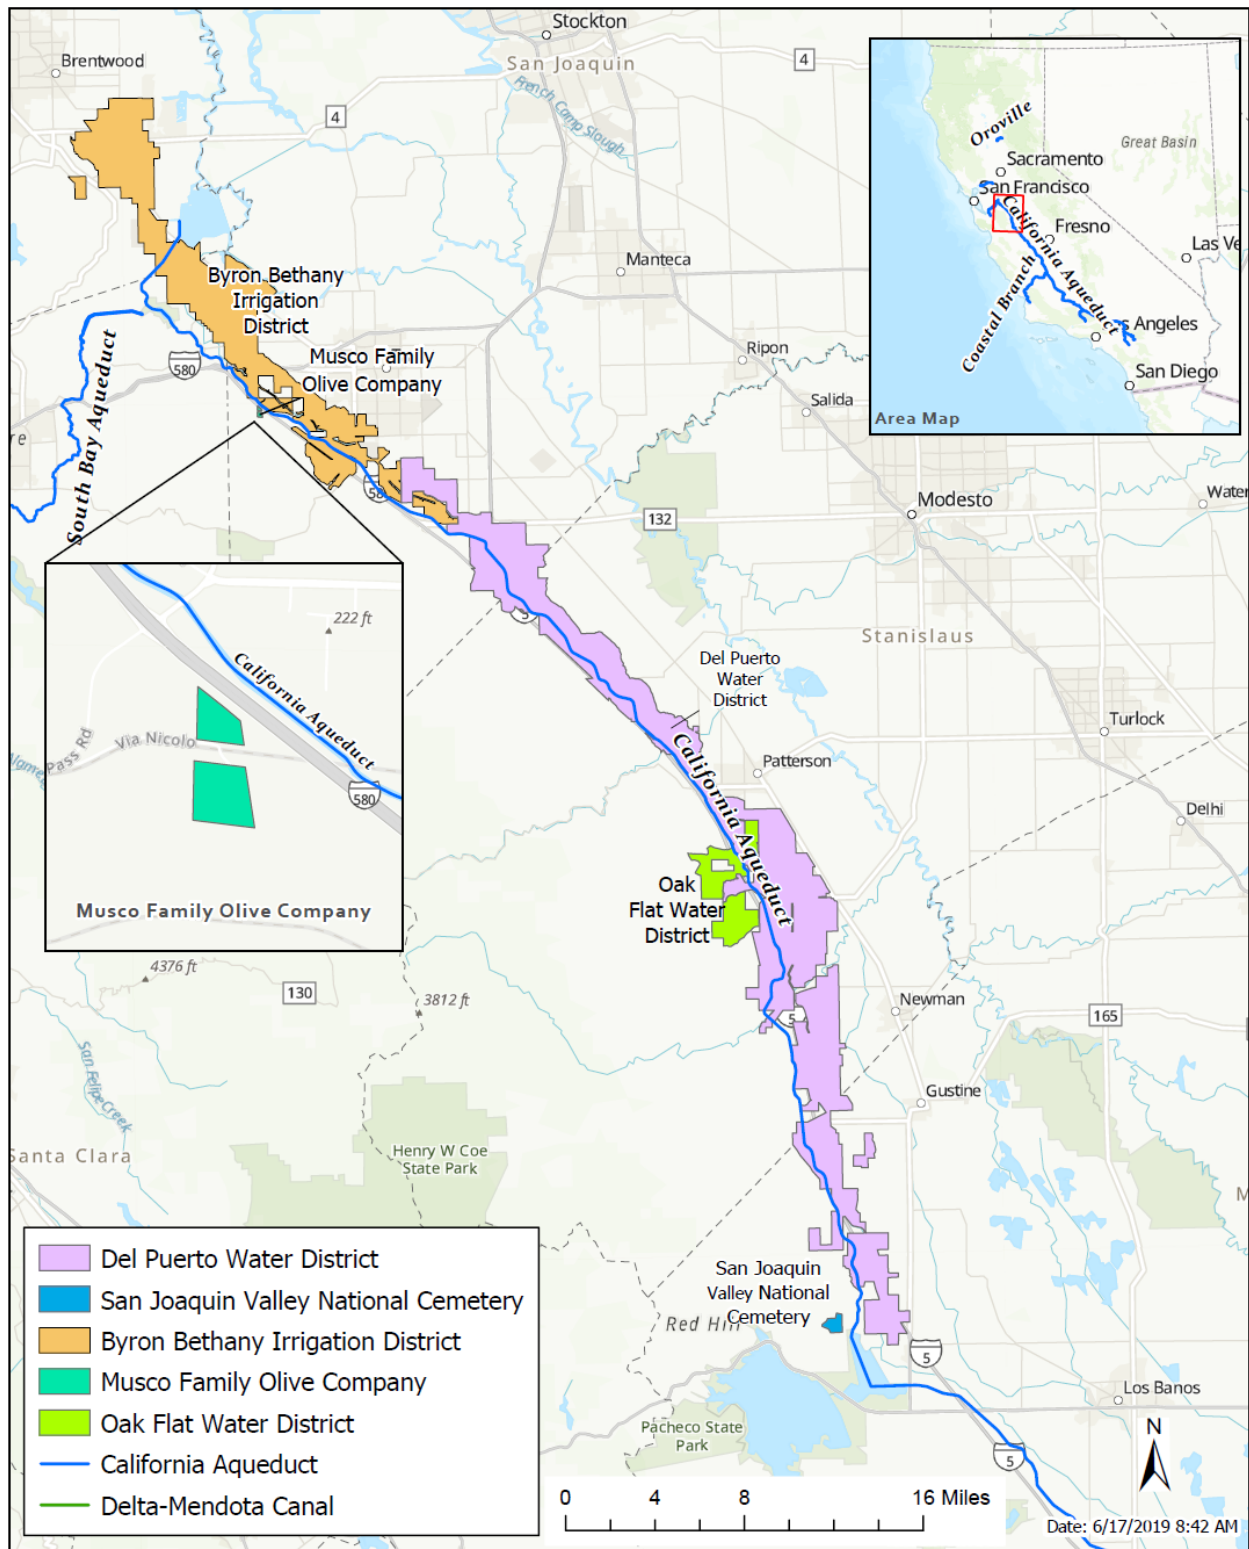 Stockton
Brentwood
San Joaquin
4
French Camp Slough
4
Oroville
Great Basin
Sacramento
San Francisco
California Aqueduct
Fresno
Coastal Branch
s Angeles
San Diego
Area Map
Manteca
Byron Bethany
Irrigation
District
South Bay Aqueduct
580
Musco Family
Olive Company
Ripon
Salida
re
58
Modesto
Water
132
222 ft
5
Stanislaus
California Aqueduct
Del Puerto
Water
District
Via Nicolo
Pass Rd
580
Turlock
Patterson
California Aqueduct
Delhi
Musco Family Olive Company
Oak
Flat Water
District
4376 ft
130
3812 ft
Newman
5
165
San Felipe Creek
Gustine
Santa Clara
Henry W Coe
State Park
Del Puerto Water District
San Joaquin Valley National Cemetery
Byron Bethany Irrigation District
Musco Family Olive Company
Oak Flat Water District
California Aqueduct
Delta-Mendota Canal
San Joaquin
Valley National
Cemetery
Red Hill
5
Los Banos
Pacheco State
Park
5
N
0 4 8 16 Miles
Date: 6/17/2019 8:42 AM